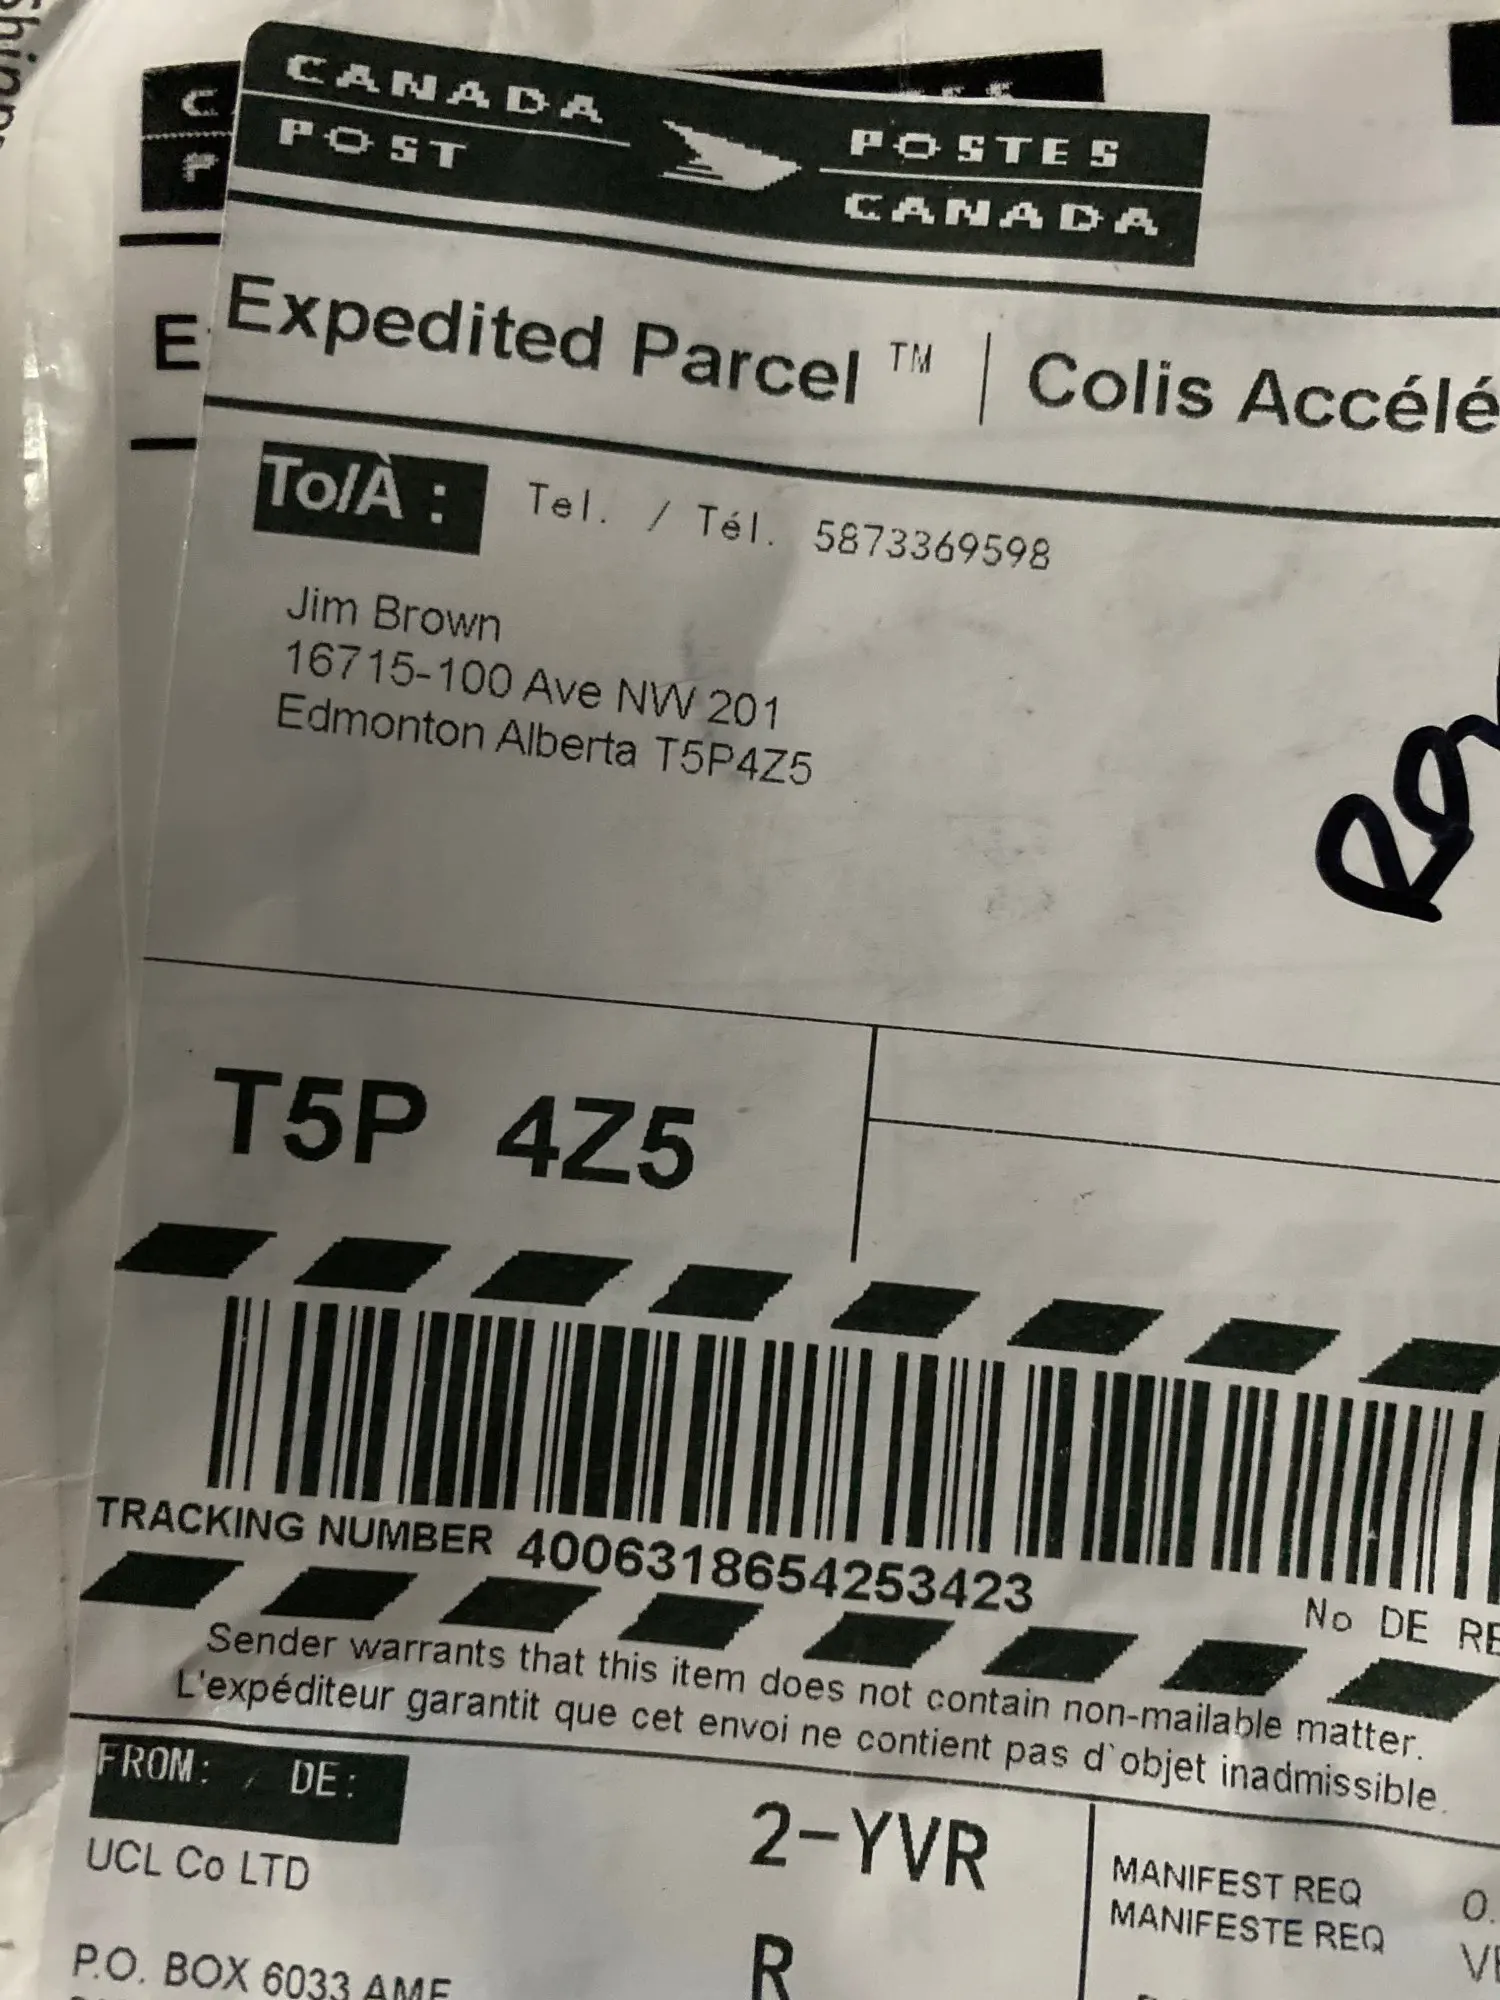 CANADA POST
POSTES CANADA
Expedited Parcel ™ | Colis Accélé
To/À : Tel. / Tél. 5873369598
Jim Brown
16715-100 Ave NW 201
Edmonton Alberta T5P4Z5
T5P 4Z5
TRACKING NUMBER 4006318654253423
No DE RE
Sender warrants that this item does not contain non-mailable matter.
L'expéditeur garantit que cet envoi ne contient pas d`objet inadmissible.
FROM: / DE:
UCL Co LTD
P.O. BOX 6033 AMF
2-YVR
R
MANIFEST REQ
MANIFESTE REQ